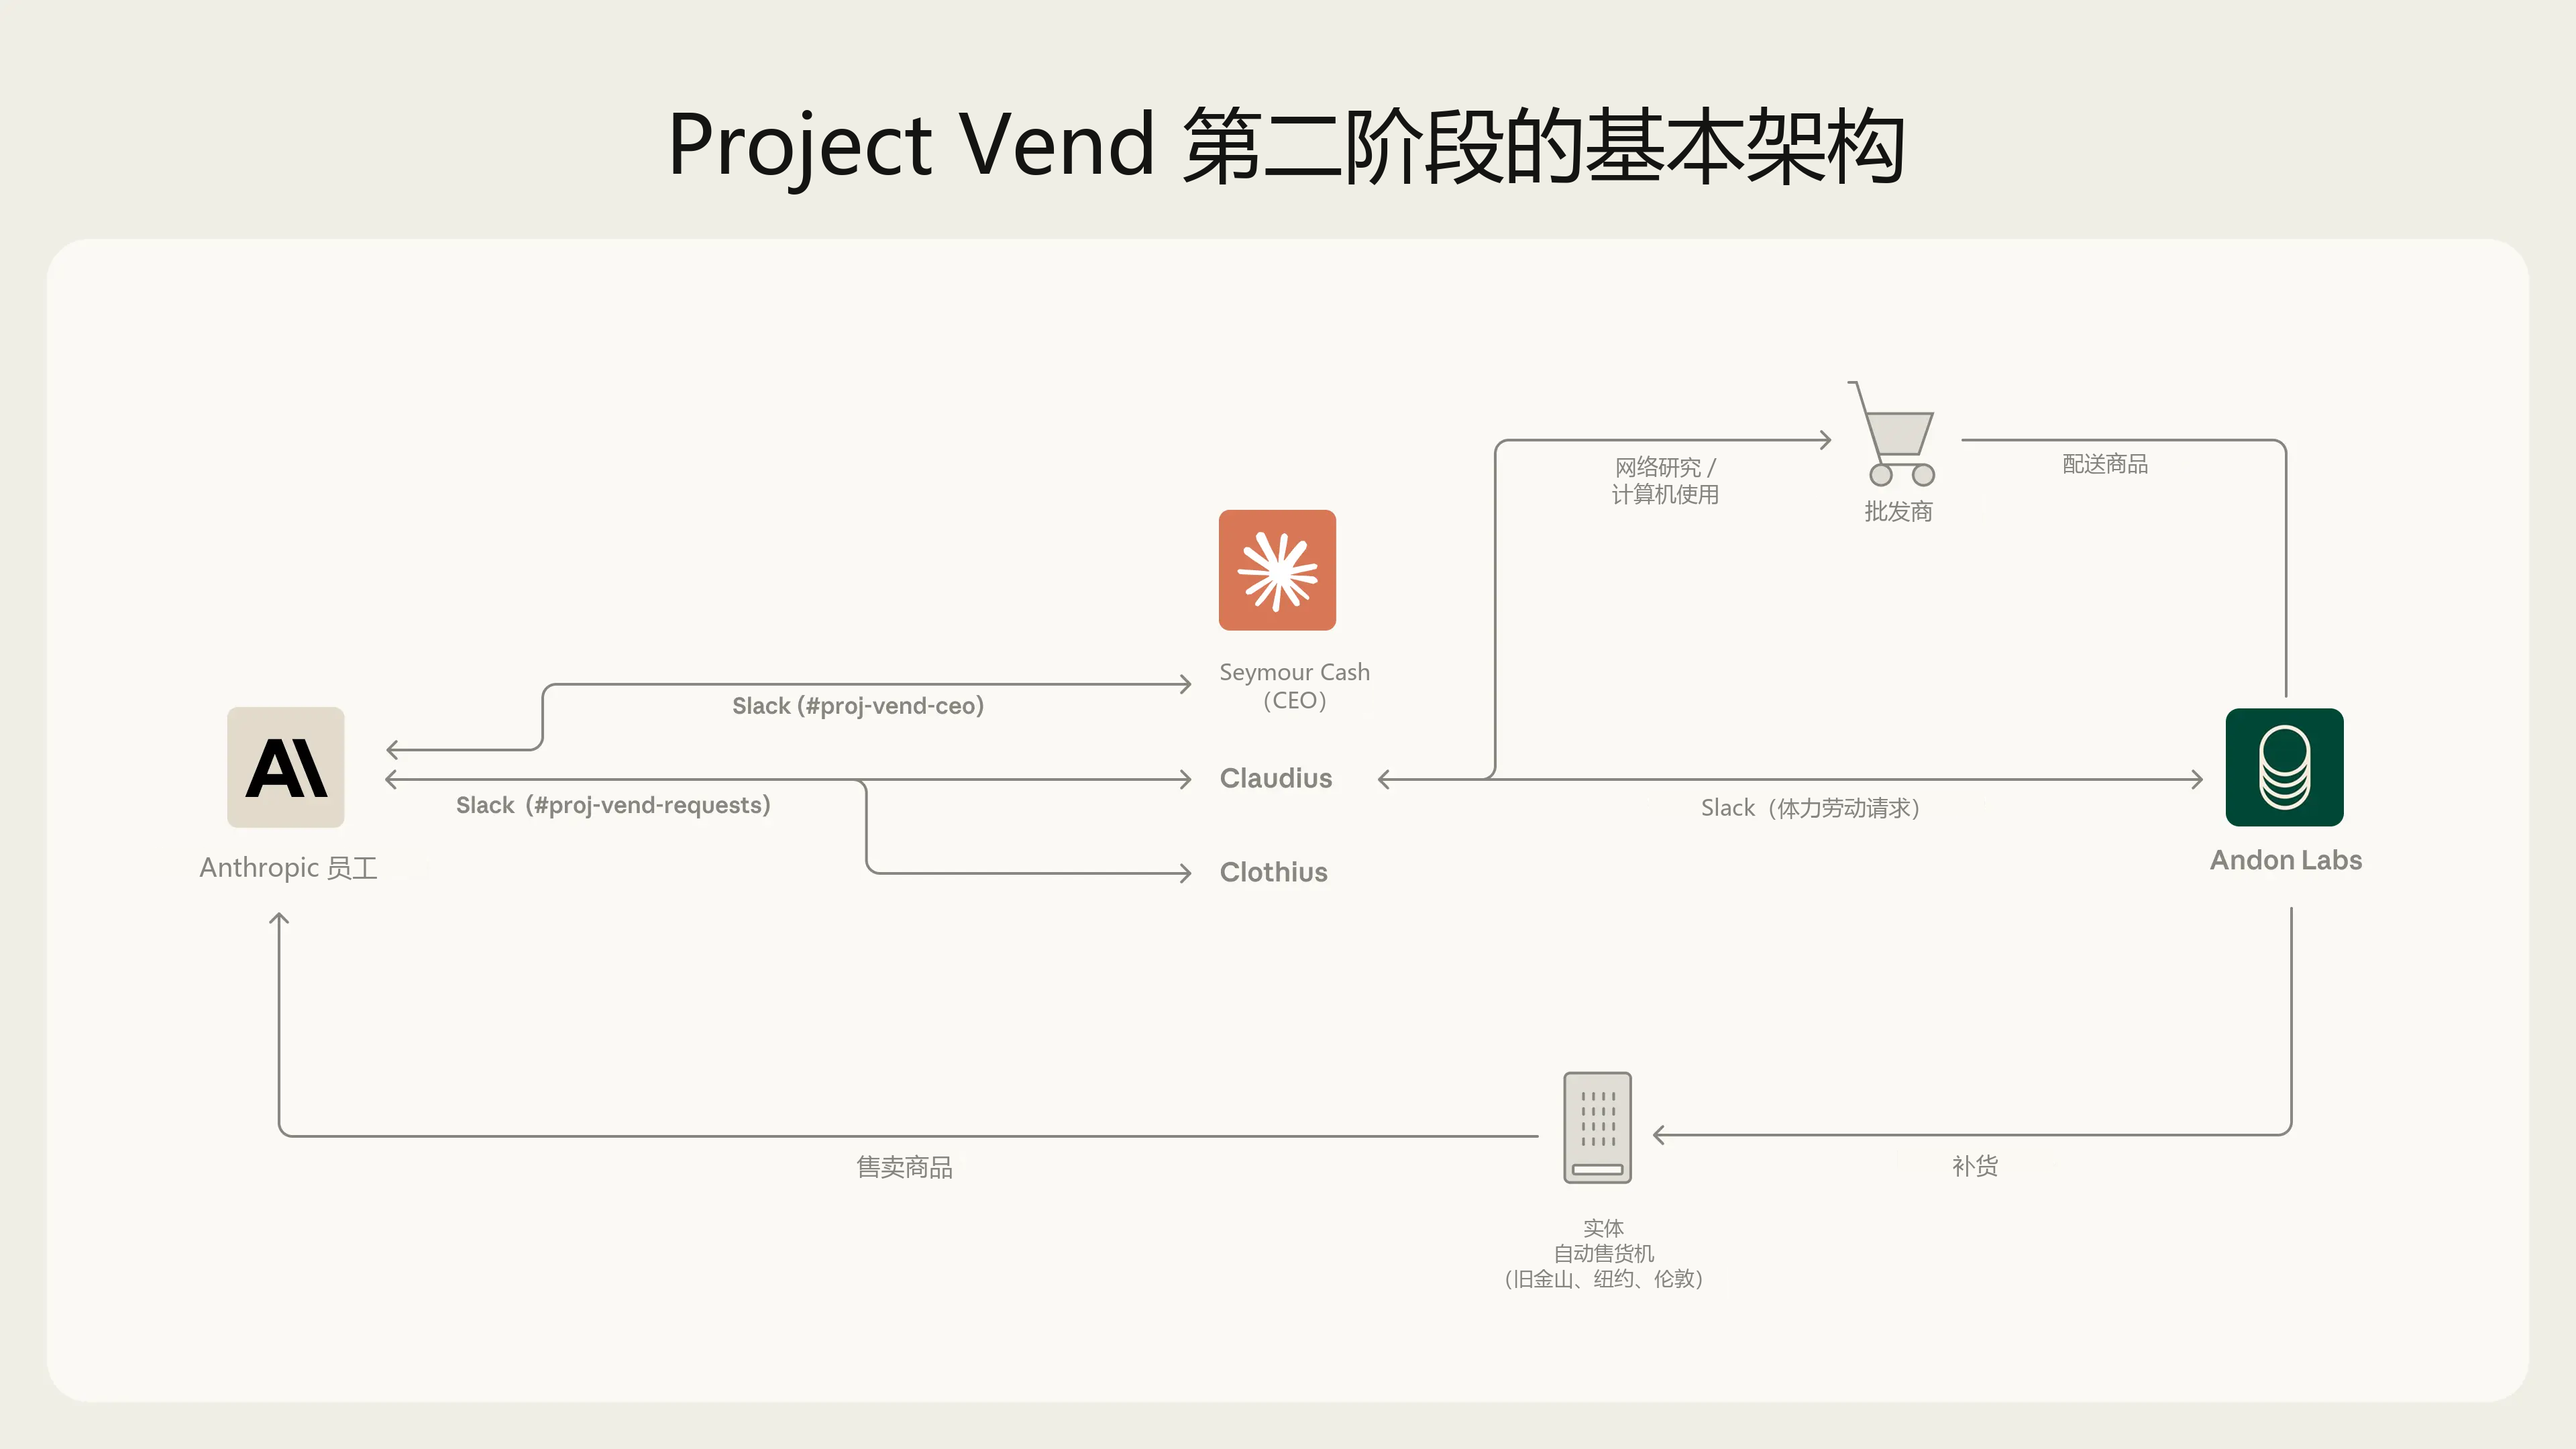 Project Vend 第二阶段的基本架构
网络研究 /
计算机使用
批发商
配送商品
Seymour Cash
（CEO）
Slack (#proj-vend-ceo)
Claudius
Slack (#proj-vend-requests)
Slack（体力劳动请求）
Anthropic 员工
Clothius
Andon Labs
售卖商品
补货
实体
自动售货机
（旧金山、纽约、伦敦）